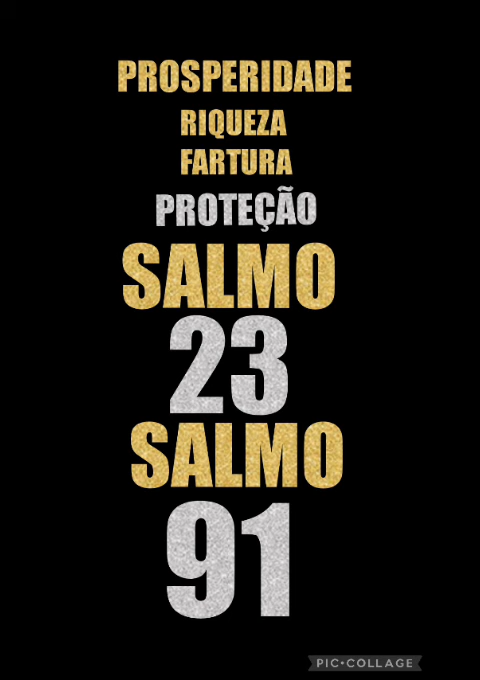 PROSPERIDADE
RIQUEZA
FARTURA
PROTEÇÃO
SALMO
23
SALMO
91
PIC•COLLAGE